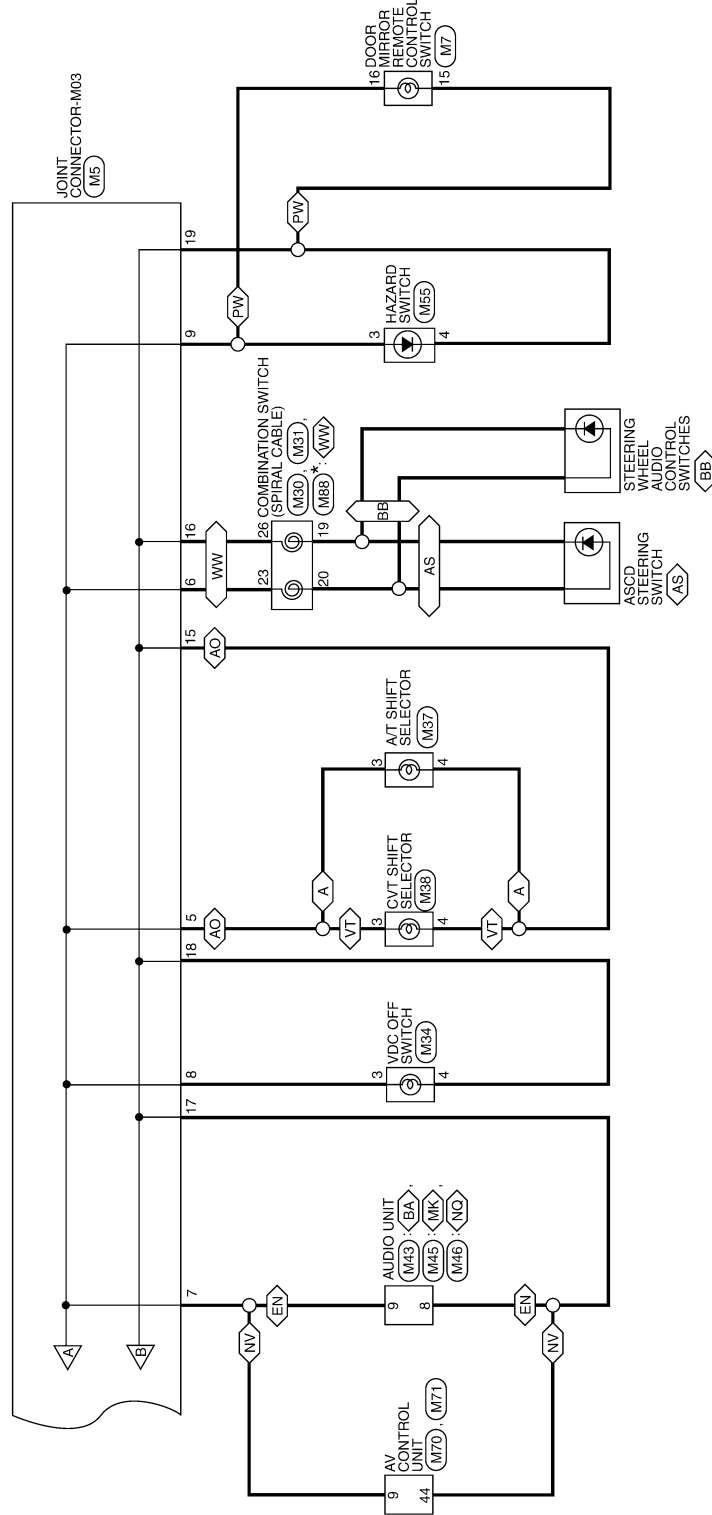 JOINT
CONNECTOR-M03
M5
A
B
7
17
8
18
5
15
6
16
9
19
NV
EN
AO
AO
WW
PW
PW
AV
CONTROL
UNIT
M70 , M71
9
44
AUDIO UNIT
M43 : BA ,
M45 : MK ,
M46 : NQ
9
8
NV
EN
VDC OFF
SWITCH
M34
3
4
A
VT
CVT SHIFT
SELECTOR
M38
3
4
VT
A
A/T SHIFT
SELECTOR
M37
3
4
COMBINATION SWITCH
(SPIRAL CABLE)
M30 , M31 ,
M88 * : WW
23
26
20
19
BB
AS
ASCD
STEERING
SWITCH
AS
STEERING
WHEEL
AUDIO
CONTROL
SWITCHES
BB
HAZARD
SWITCH
M55
3
4
DOOR
MIRROR
REMOTE
CONTROL
SWITCH
M7
16
15